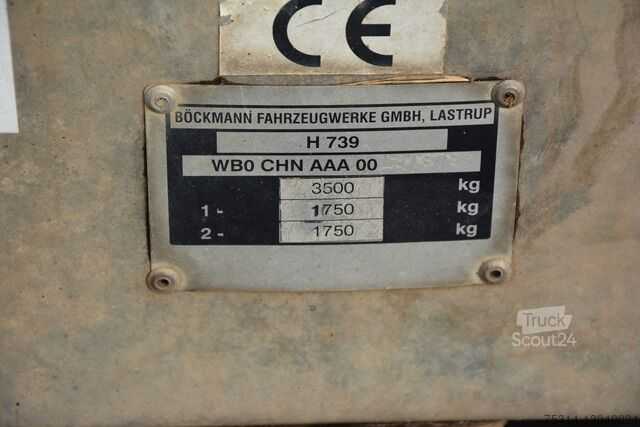 CE
BÖCKMANN FAHRZEUGWERKE GMBH, LASTRUP
H 739
WB0 CHN AAA 00
3500 kg
1- 1750 kg
2- 1750 kg
Truck
Scout24